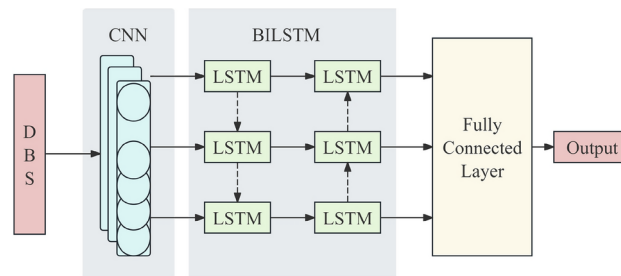 CNN
BILSTM
D
B
S
LSTM
LSTM
LSTM
LSTM
LSTM
LSTM
Fully
Connected
Layer
Output